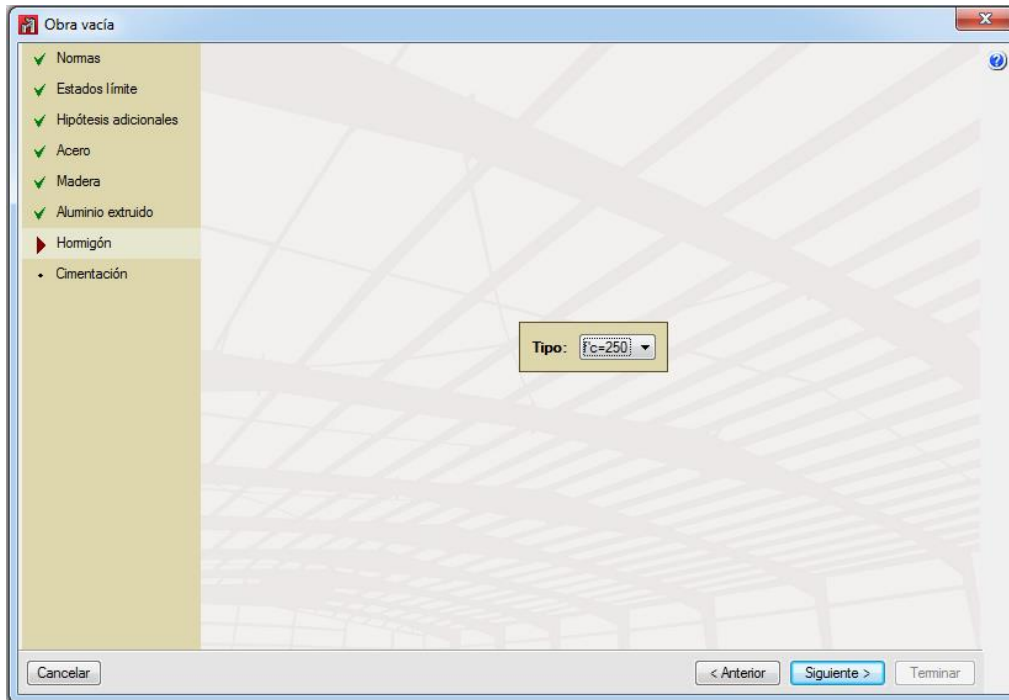 Obra vacía
Normas
Estados límite
Hipótesis adicionales
Acero
Madera
Aluminio extruido
Hormigón
Cimentación
Tipo: f'c=250
Cancelar
< Anterior
Siguiente >
Terminar